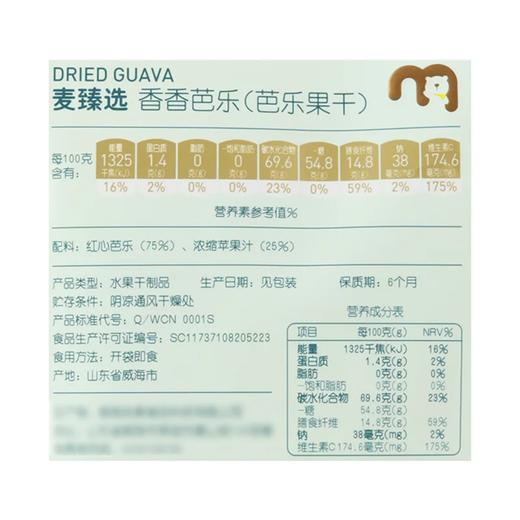 DRIED GUAVA
麦臻选 香香芭乐（芭乐果干）
每100克
含有：
能量 蛋白质 脂肪 -饱和脂肪 碳水化合物 -糖 膳食纤维 钠 维生素C
1325 1.4 0 0 69.6 54.8 14.8 38 174.6
千焦(kJ) 克(g) 克(g) 克(g) 克(g) 克(g) 克(g) 毫克(mg) 毫克(mg)
16% 2% 0% 0% 23% 0% 59% 2% 175%
营养素参考值%
配料：红心芭乐（75%）、浓缩苹果汁（25%）
产品类型：水果干制品 生产日期：见包装 保质期：6个月
贮存条件：阴凉通风干燥处
产品标准代号：Q/WCN 0001S
食品生产许可证编号：SC11737108205223
食用方法：开袋即食
产地：山东省威海市
营养成分表
项目 每100克(g) NRV%
能量 1325千焦(kJ) 16%
蛋白质 1.4克(g) 2%
脂肪 0克(g) 0%
-饱和脂肪 0克(g)
碳水化合物 69.6克(g) 23%
-糖 54.8克(g)
膳食纤维 14.8克(g) 59%
钠 38毫克(mg) 2%
维生素C 174.6毫克(mg) 175%